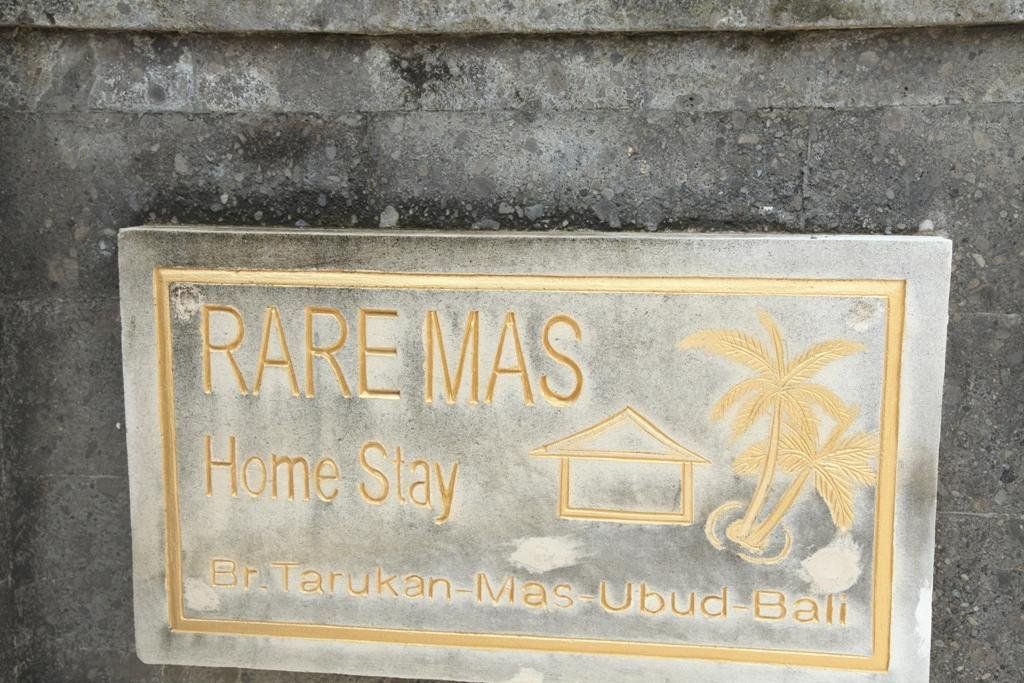 RARE MAS
Home Stay
Br.Tarukan-Mas-Ubud-Bali